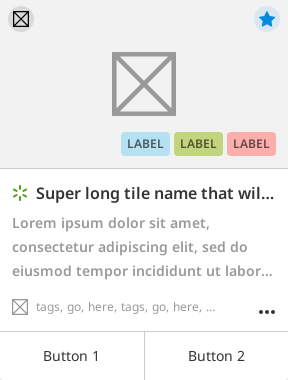 LABEL LABEL LABEL
Super long tile name that wil...
Lorem ipsum dolor sit amet,
consectetur adipiscing elit, sed do
eiusmod tempor incididunt ut labor...
tags, go, here, tags, go, here, ...
Button 1 Button 2